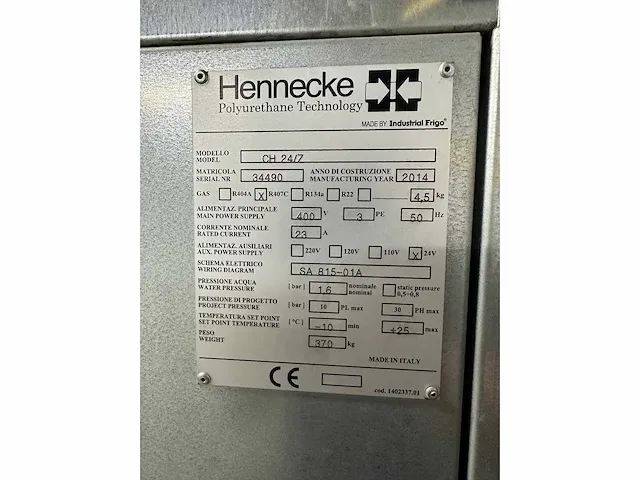 Hennecke
Polyurethane Technology
MADE BY Industrial Frigo®
MODELLO
MODEL CH 24/Z
MATRICOLA ANNO DI COSTRUZIONE
SERIAL NR 34490 MANUFACTURING YEAR 2014
GAS R404A X R407C R134a R22 4,5 kg
ALIMENTAZ. PRINCIPALE
MAIN POWER SUPPLY 400 V 3 PE 50 Hz
CORRENTE NOMINALE
RATED CURRENT 23 A
ALIMENTAZ. AUSILIARI
AUX. POWER SUPPLY 220V 120V 110V X 24V
SCHEMA ELETTRICO
WIRING DIAGRAM SA 815-01A
PRESSIONE ACQUA nominale static pressure
WATER PRESSURE [bar] 1,6 nominal 0,5÷0,8
PRESSIONE DI PROGETTO
PROJECT PRESSURE [bar] 10 PL max 30 PH max
TEMPERATURA SET POINT
SET POINT TEMPERATURE [°C] -10 min +25 max
PESO
WEIGHT 370 kg
MADE IN ITALY
CE
cod. 1402337.01